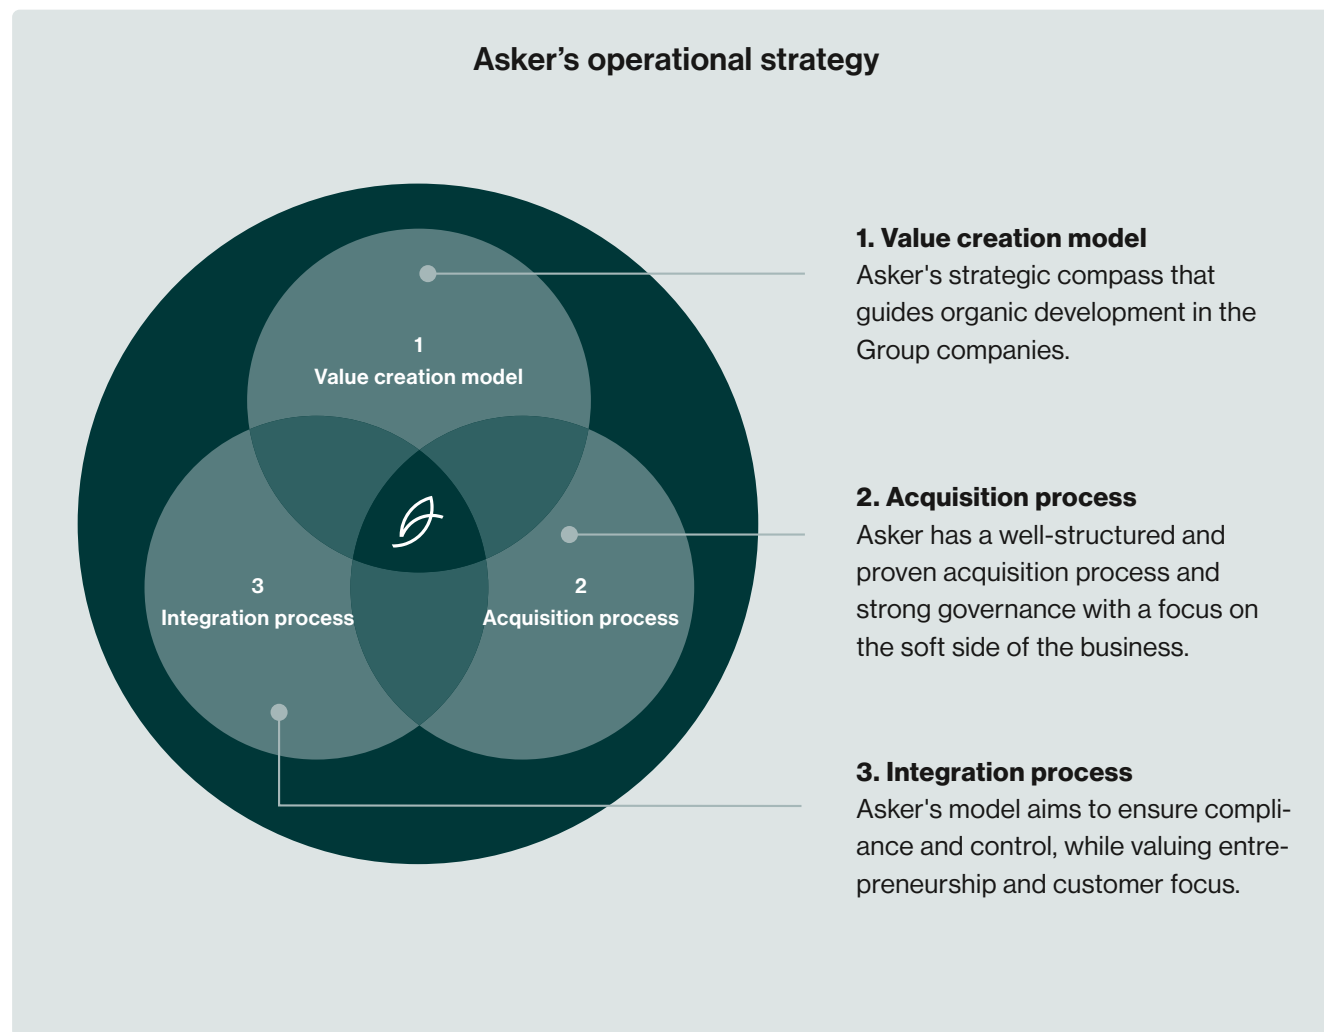 Asker’s operational strategy
1
Value creation model
3
Integration process
2
Acquisition process
1. Value creation model
Asker's strategic compass that
guides organic development in the
Group companies.
2. Acquisition process
Asker has a well-structured and
proven acquisition process and
strong governance with a focus on
the soft side of the business.
3. Integration process
Asker's model aims to ensure compli-
ance and control, while valuing entre-
preneurship and customer focus.